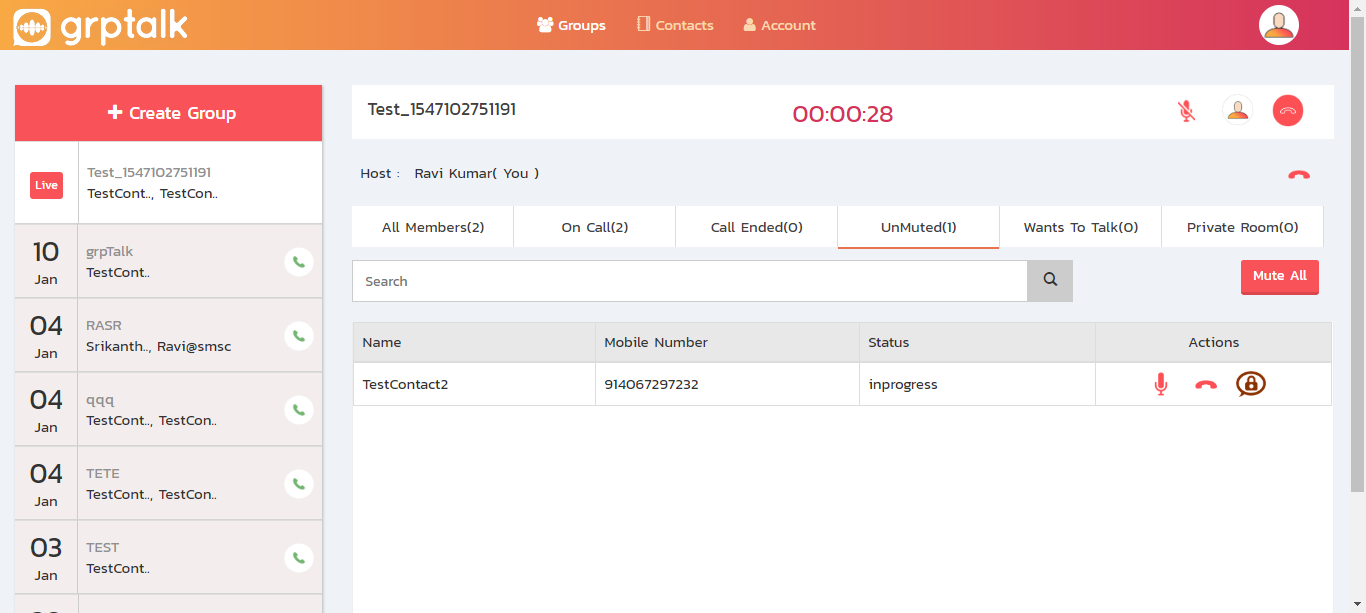 grptalk
Groups
Contacts
Account
Create Group
Live
Test_1547102751191
TestCont.., TestCon..
10
Jan
grpTalk
TestCont..
04
Jan
RASR
Srikanth.., Ravi@smsc
04
Jan
qqq
TestCont.., TestCon..
04
Jan
TETE
TestCont.., TestCon..
03
Jan
TEST
TestCont..
Test_1547102751191
00:00:28
Host : Ravi Kumar( You )
All Members(2)
On Call(2)
Call Ended(0)
UnMuted(1)
Wants To Talk(0)
Private Room(0)
Search
Mute All
Name Mobile Number Status Actions
TestContact2 914067297232 inprogress